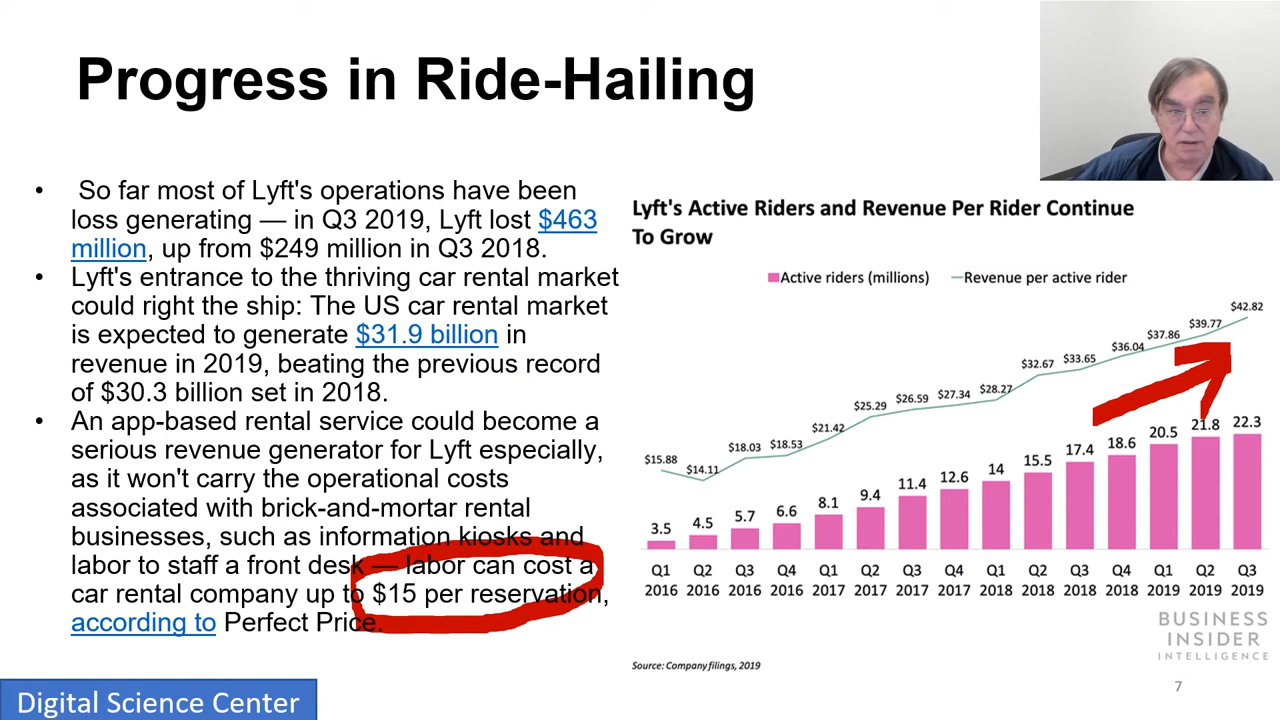 Progress in Ride-Hailing
• So far most of Lyft's operations have been
loss generating — in Q3 2019, Lyft lost $463
million, up from $249 million in Q3 2018.
• Lyft's entrance to the thriving car rental market
could right the ship: The US car rental market
is expected to generate $31.9 billion in
revenue in 2019, beating the previous record
of $30.3 billion set in 2018.
• An app-based rental service could become a
serious revenue generator for Lyft especially,
as it won't carry the operational costs
associated with brick-and-mortar rental
businesses, such as information kiosks and
labor to staff a front desk — labor can cost a
car rental company up to $15 per reservation,
according to Perfect Price.
Lyft's Active Riders and Revenue Per Rider Continue
To Grow
Active riders (millions) Revenue per active rider
$15.88 $14.11 $18.03 $18.53 $21.42 $25.29 $26.59 $27.34 $28.27 $32.67 $33.65 $36.04 $37.86 $39.77 $42.82
3.5 4.5 5.7 6.6 8.1 9.4 11.4 12.6 14 15.5 17.4 18.6 20.5 21.8 22.3
Q1 Q2 Q3 Q4 Q1 Q2 Q3 Q4 Q1 Q2 Q3 Q4 Q1 Q2 Q3
2016 2016 2016 2016 2017 2017 2017 2017 2018 2018 2018 2018 2019 2019 2019
BUSINESS
INSIDER
INTELLIGENCE
Source: Company filings, 2019
7
Digital Science Center